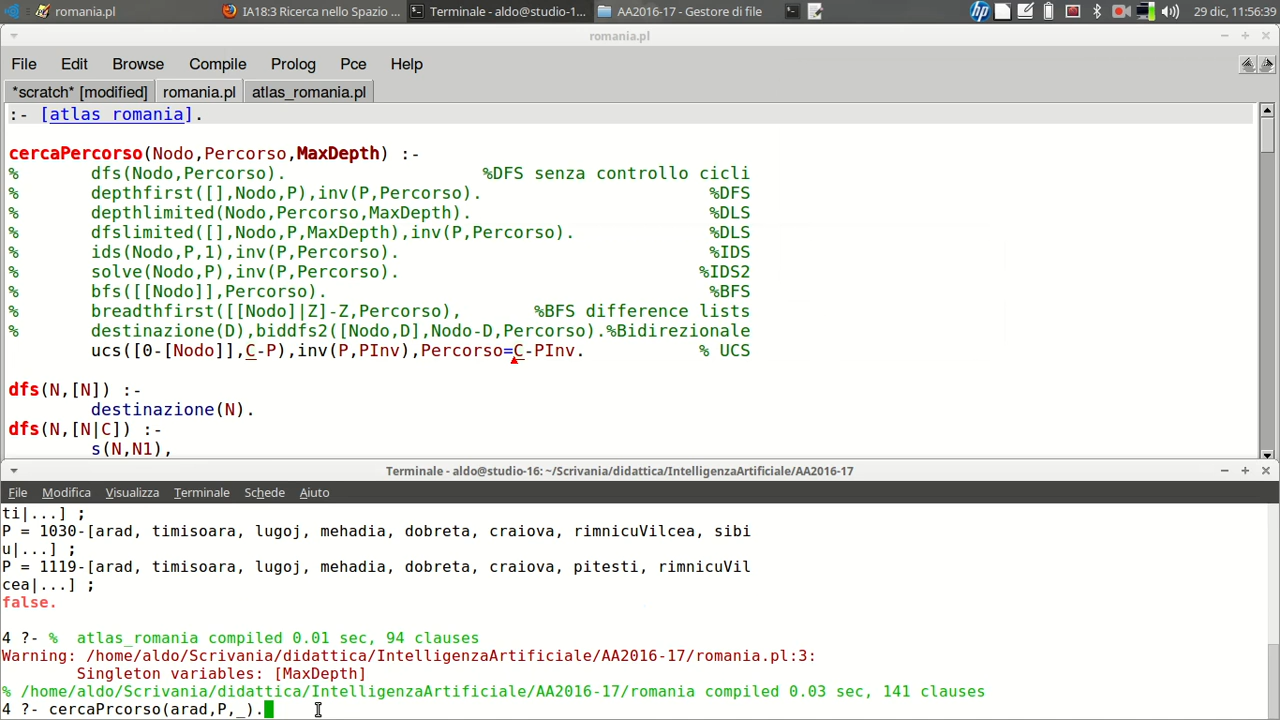 romania.pl
IA18:3 Ricerca nello Spazio ...
Terminale - aldo@studio-1...
AA2016-17 - Gestore di file
29 dic, 11:56:39
romania.pl
File Edit Browse Compile Prolog Pce Help
*scratch* [modified] romania.pl atlas_romania.pl
:- [atlas_romania].
cercaPercorso(Nodo,Percorso,MaxDepth) :-
% dfs(Nodo,Percorso). %DFS senza controllo cicli
% depthfirst([],Nodo,P),inv(P,Percorso). %DFS
% depthlimited(Nodo,Percorso,MaxDepth). %DLS
% dfslimited([],Nodo,P,MaxDepth),inv(P,Percorso). %DLS
% ids(Nodo,P,1),inv(P,Percorso). %IDS
% solve(Nodo,P),inv(P,Percorso). %IDS2
% bfs([[Nodo]],Percorso). %BFS
% breadthfirst([[Nodo]|Z]-Z,Percorso), %BFS difference lists
% destinazione(D),biddfs2([Nodo,D],Nodo-D,Percorso).%Bidirezionale
ucs([0-[Nodo]],C-P),inv(P,PInv),Percorso=C-PInv. % UCS
dfs(N,[N]) :-
destinazione(N).
dfs(N,[N|C]) :-
s(N,N1),
Terminale - aldo@studio-16: ~/Scrivania/didattica/IntelligenzaArtificiale/AA2016-17
File Modifica Visualizza Terminale Schede Aiuto
ti|...] ;
P = 1030-[arad, timisoara, lugoj, mehadia, dobreta, craiova, rimnicuVilcea, sibi
u|...] ;
P = 1119-[arad, timisoara, lugoj, mehadia, dobreta, craiova, pitesti, rimnicuVil
cea|...] ;
false.
4 ?- % atlas_romania compiled 0.01 sec, 94 clauses
Warning: /home/aldo/Scrivania/didattica/IntelligenzaArtificiale/AA2016-17/romania.pl:3:
Singleton variables: [MaxDepth]
% /home/aldo/Scrivania/didattica/IntelligenzaArtificiale/AA2016-17/romania compiled 0.03 sec, 141 clauses
4 ?- cercaPrcorso(arad,P,_).